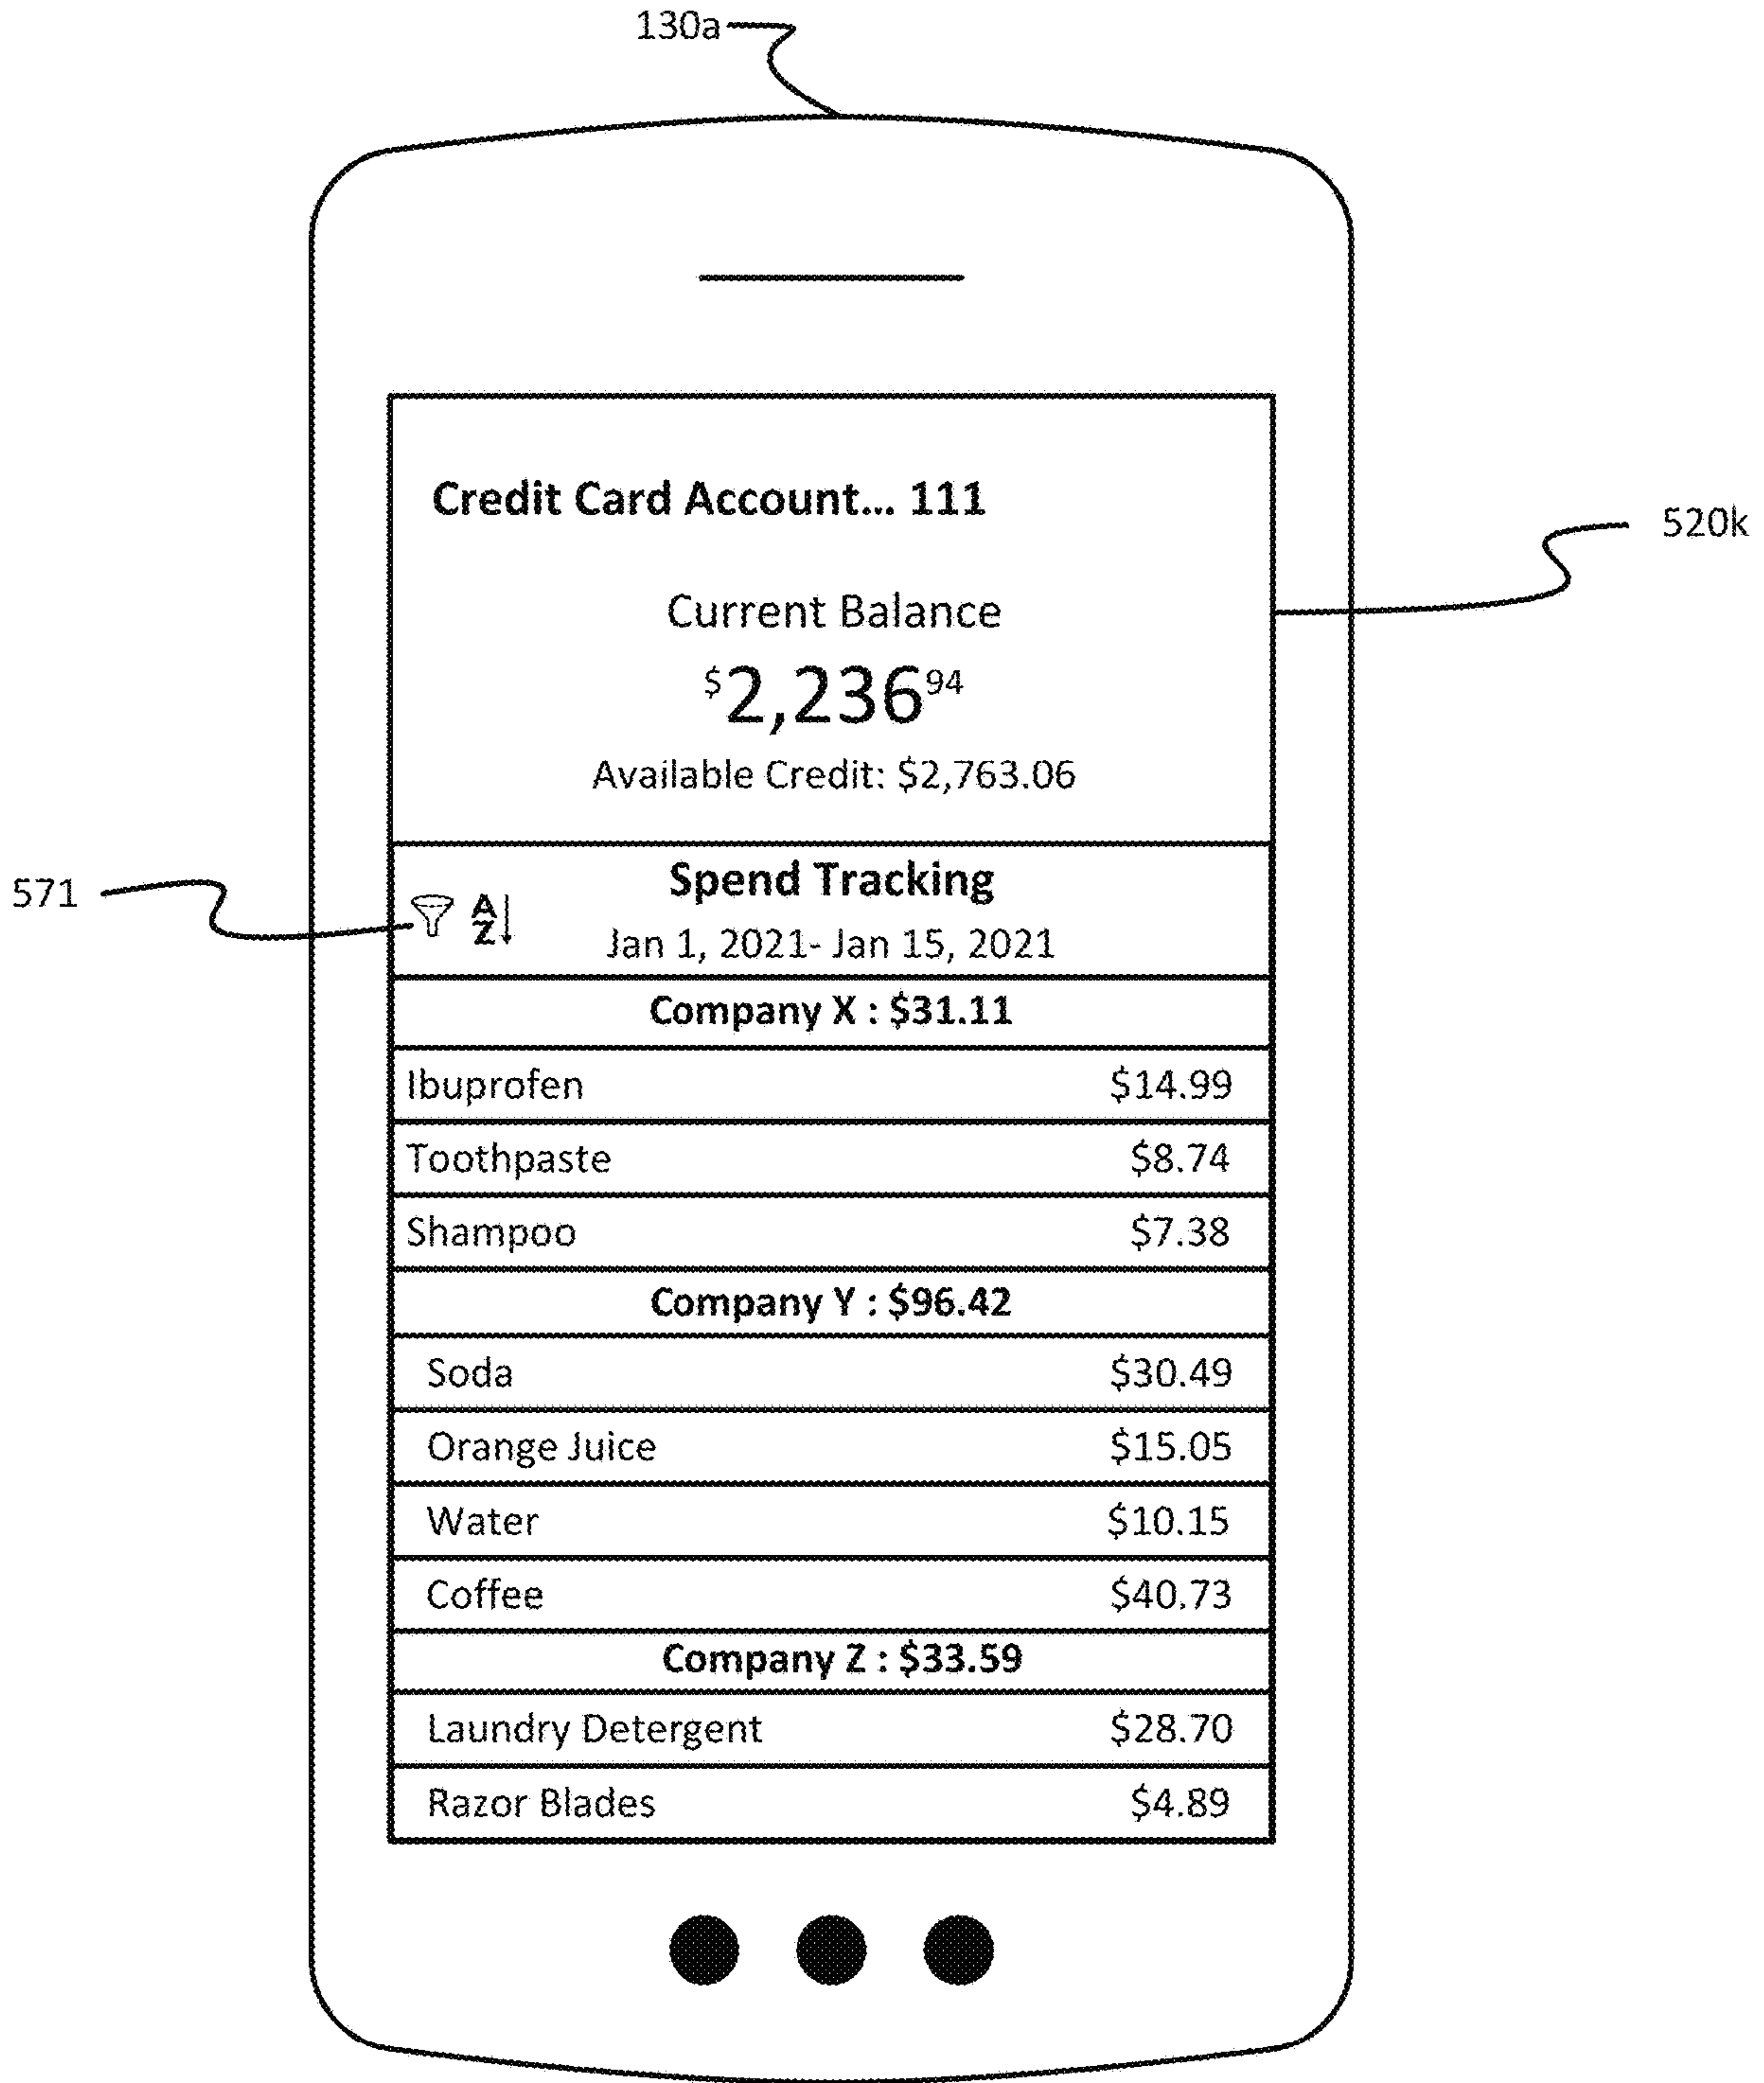 130a
Credit Card Account... 111
520k
Current Balance
$2,236 94
Available Credit: $2,763.06
Spend Tracking
571
A
Z
Jan 1, 2021- Jan 15, 2021
Company X : $31.11
Ibuprofen $14.99
Toothpaste $8.74
Shampoo $7.38
Company Y : $96.42
Soda $30.49
Orange Juice $15.05
Water $10.15
Coffee $40.73
Company Z : $33.59
Laundry Detergent $28.70
Razor Blades $4.89